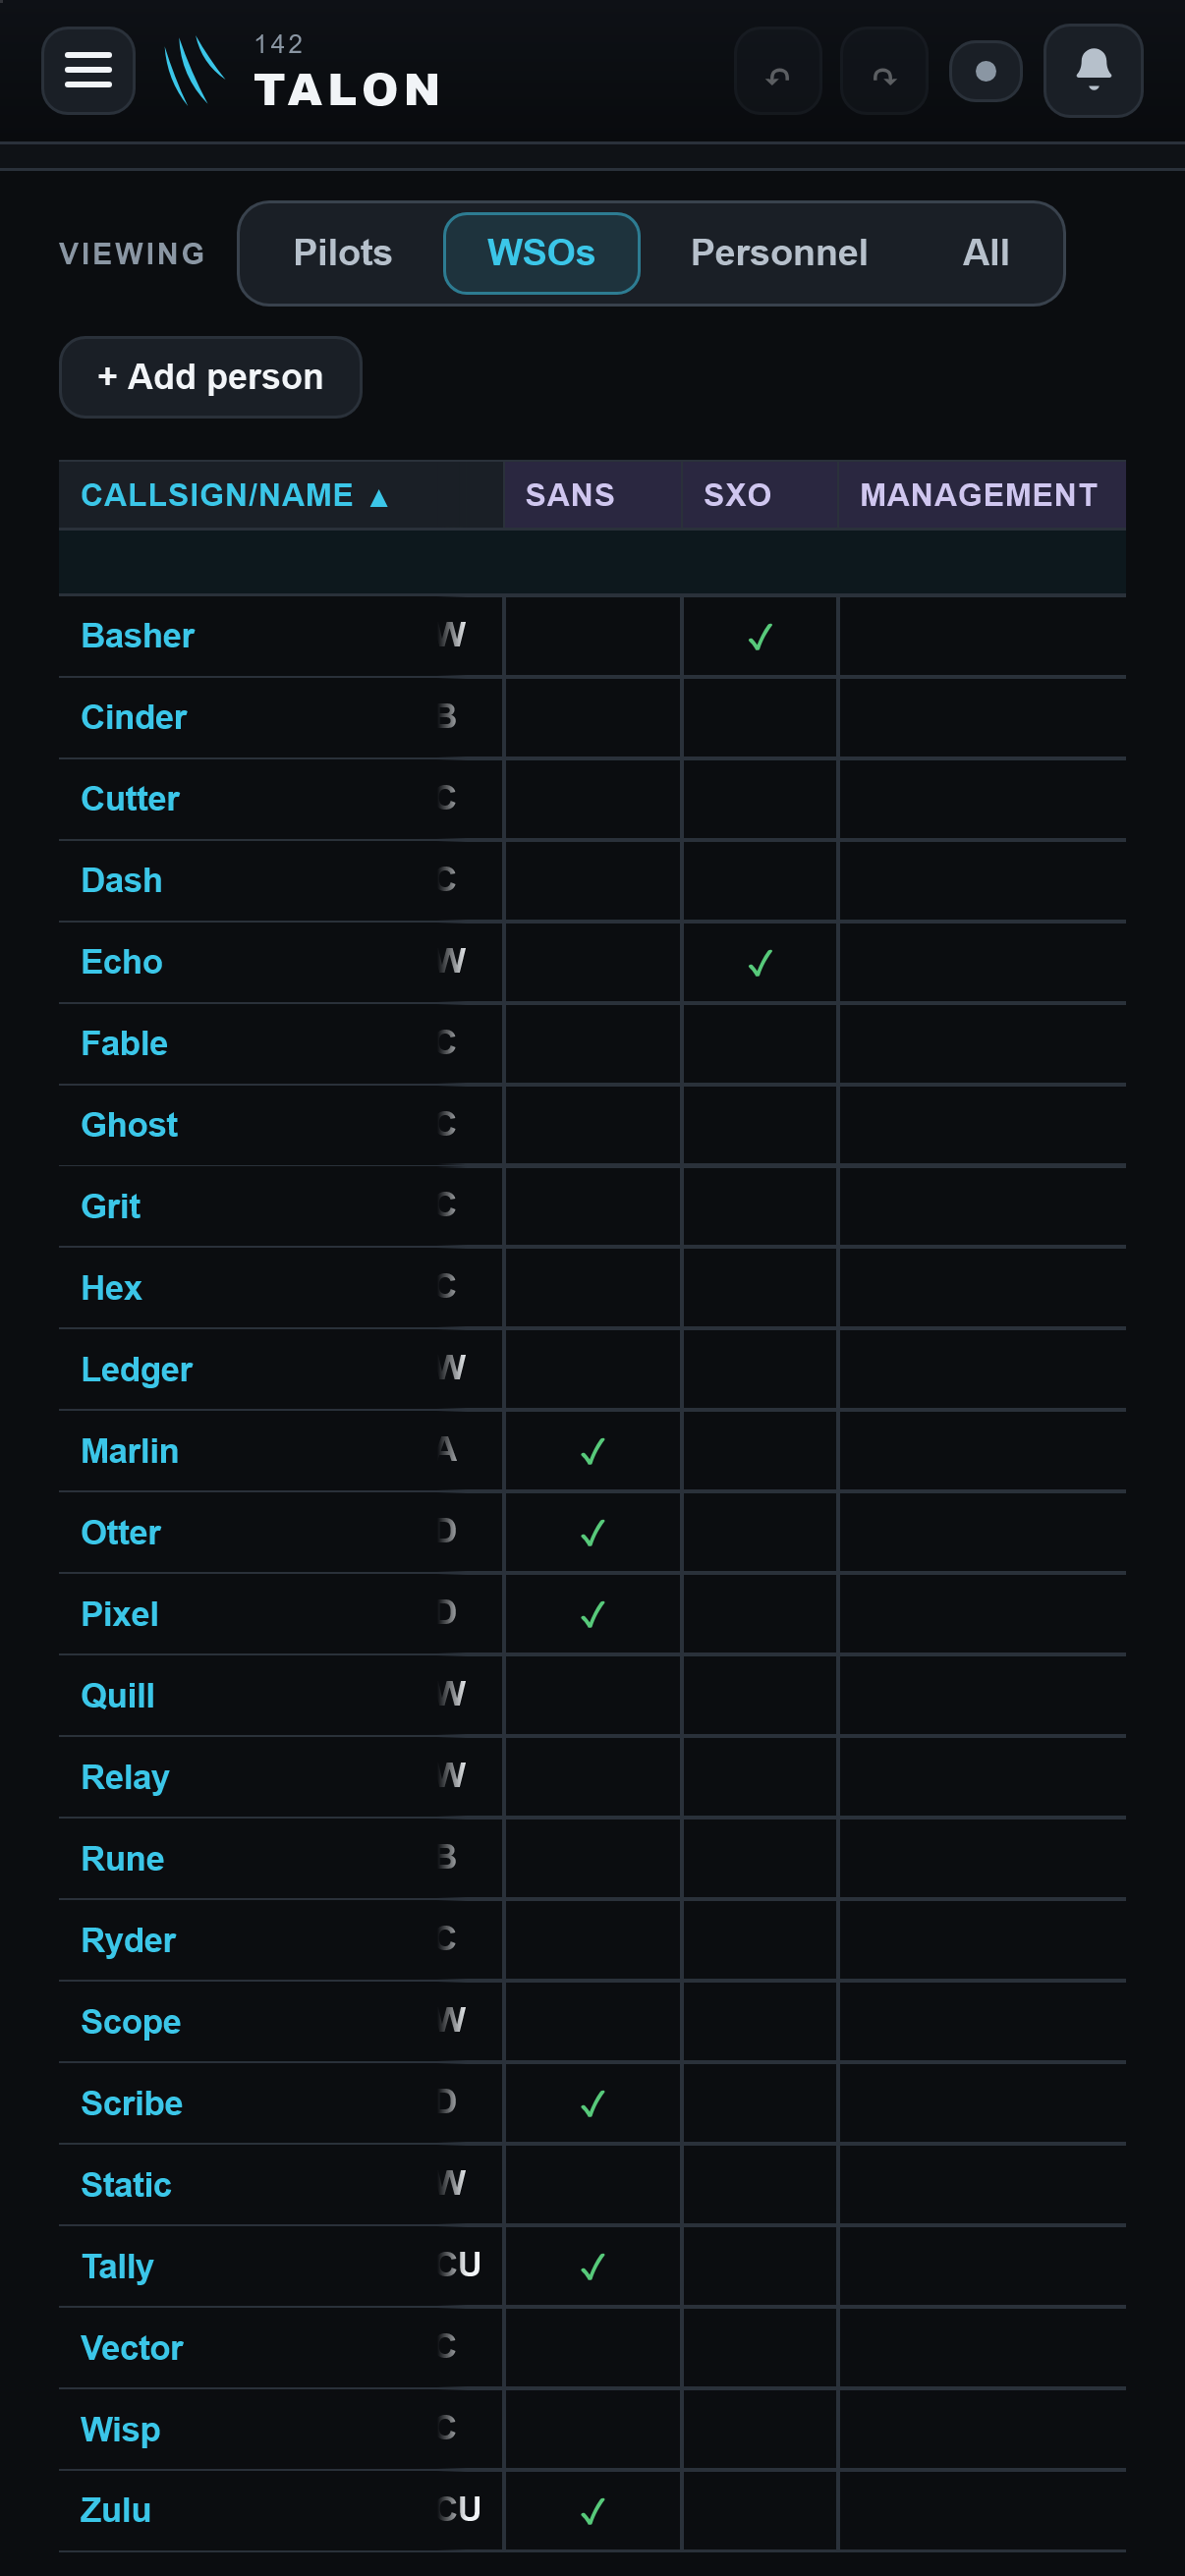 142
TALON
VIEWING Pilots WSOs Personnel All
+ Add person
CALLSIGN/NAME ▲ SANS SXO MANAGEMENT
Basher W ✓
Cinder B
Cutter C
Dash C
Echo W ✓
Fable C
Ghost C
Grit C
Hex C
Ledger W
Marlin A ✓
Otter D ✓
Pixel D ✓
Quill W
Relay W
Rune B
Ryder C
Scope W
Scribe D ✓
Static W
Tally CU ✓
Vector C
Wisp C
Zulu CU ✓